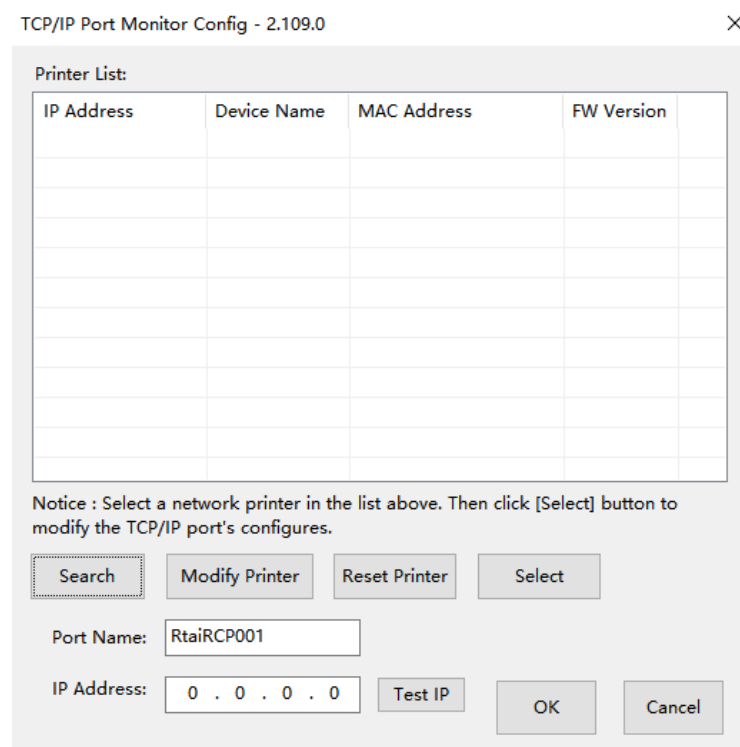 TCP/IP Port Monitor Config - 2.109.0
Printer List:
IP Address Device Name MAC Address FW Version
Notice : Select a network printer in the list above. Then click [Select] button to
modify the TCP/IP port's configures.
Search Modify Printer Reset Printer Select
Port Name: RtaiRCP001
IP Address: 0 . 0 . 0 . 0 Test IP
OK Cancel